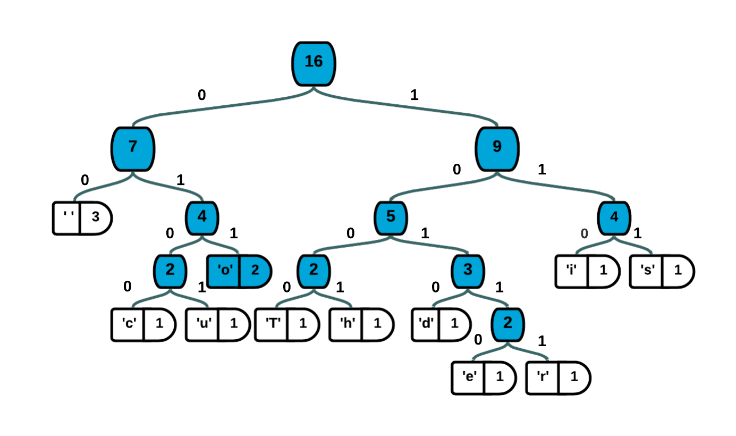 16
0 1
7 9
0 1 0 1
' ' 3 4 5 4
0 1 0 1 0 1
2 'o' 2 2 3 'i' 1 's' 1
0 1 0 1 0 1
'c' 1 'u' 1 'T' 1 'h' 1 'd' 1 2
0 1
'e' 1 'r' 1